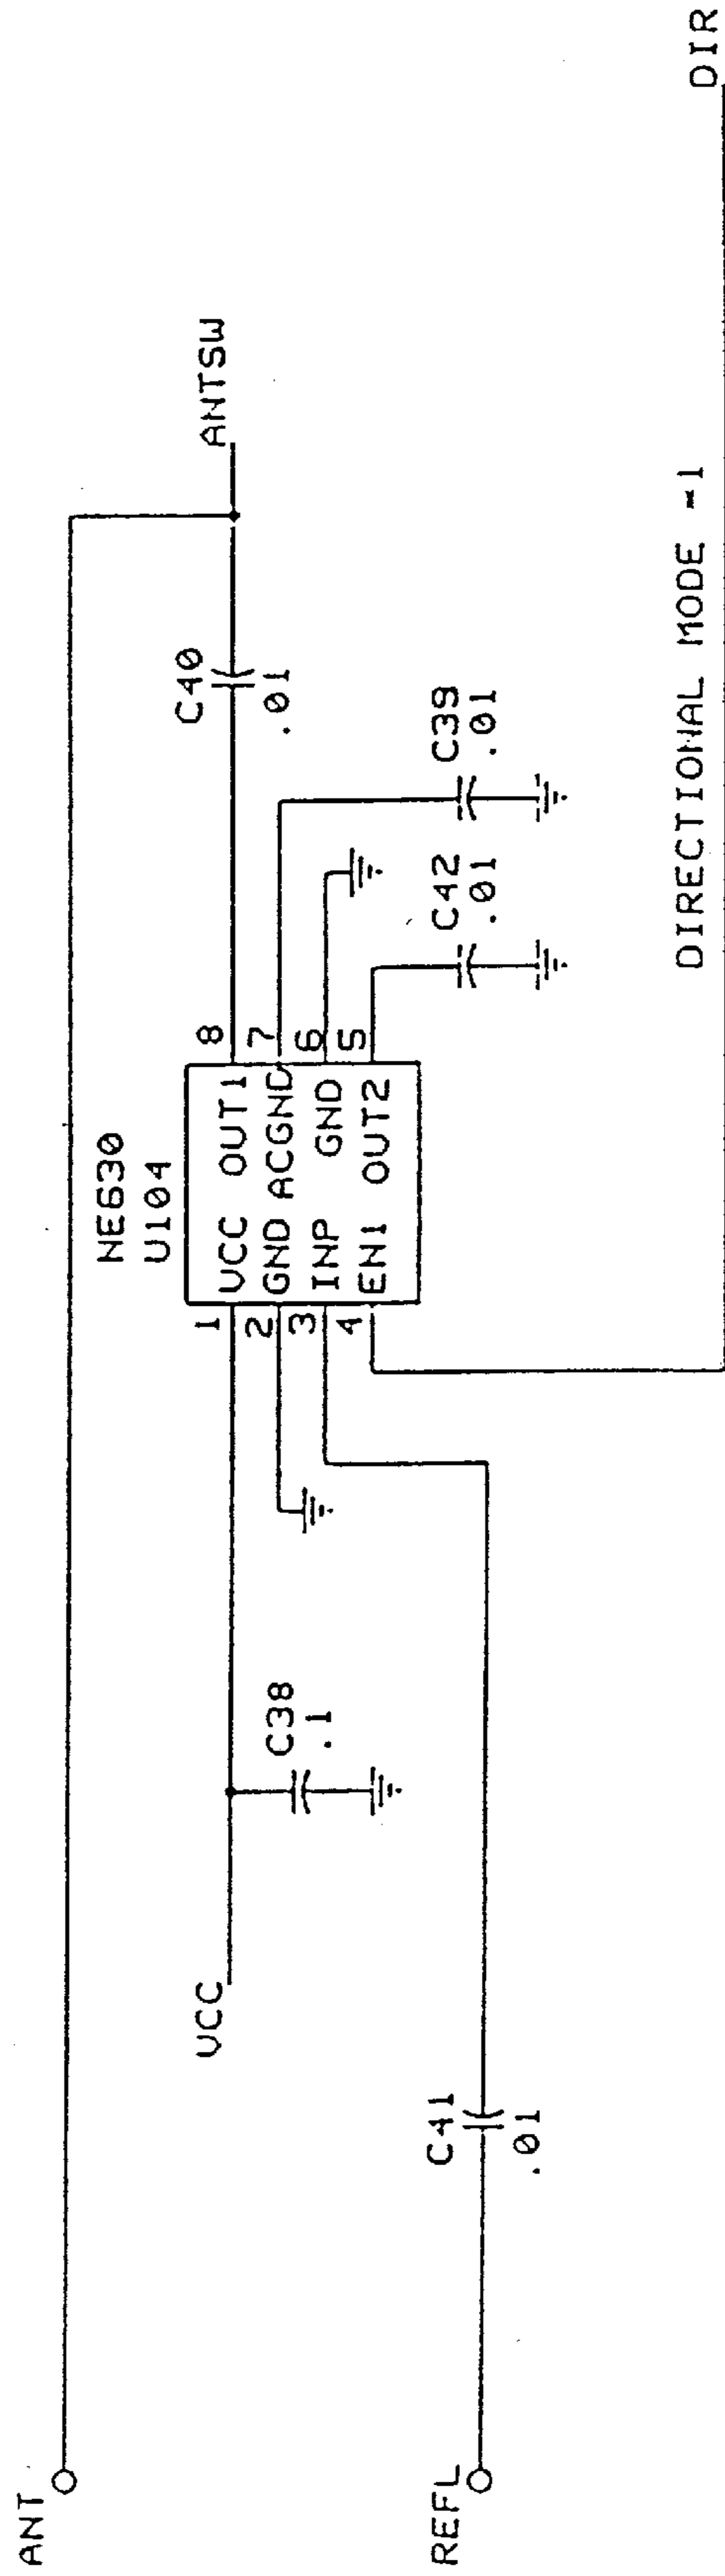 ANT
NE630
U104
ANTSW
C40
.01
VCC
1 VCC OUT1 8
2 GND ACGND 7
3 INP GND 6
4 EN1 OUT2 5
C38
.1
C42
.01
C39
.01
REFL
C41
.01
DIRECTIONAL MODE =1
DIR